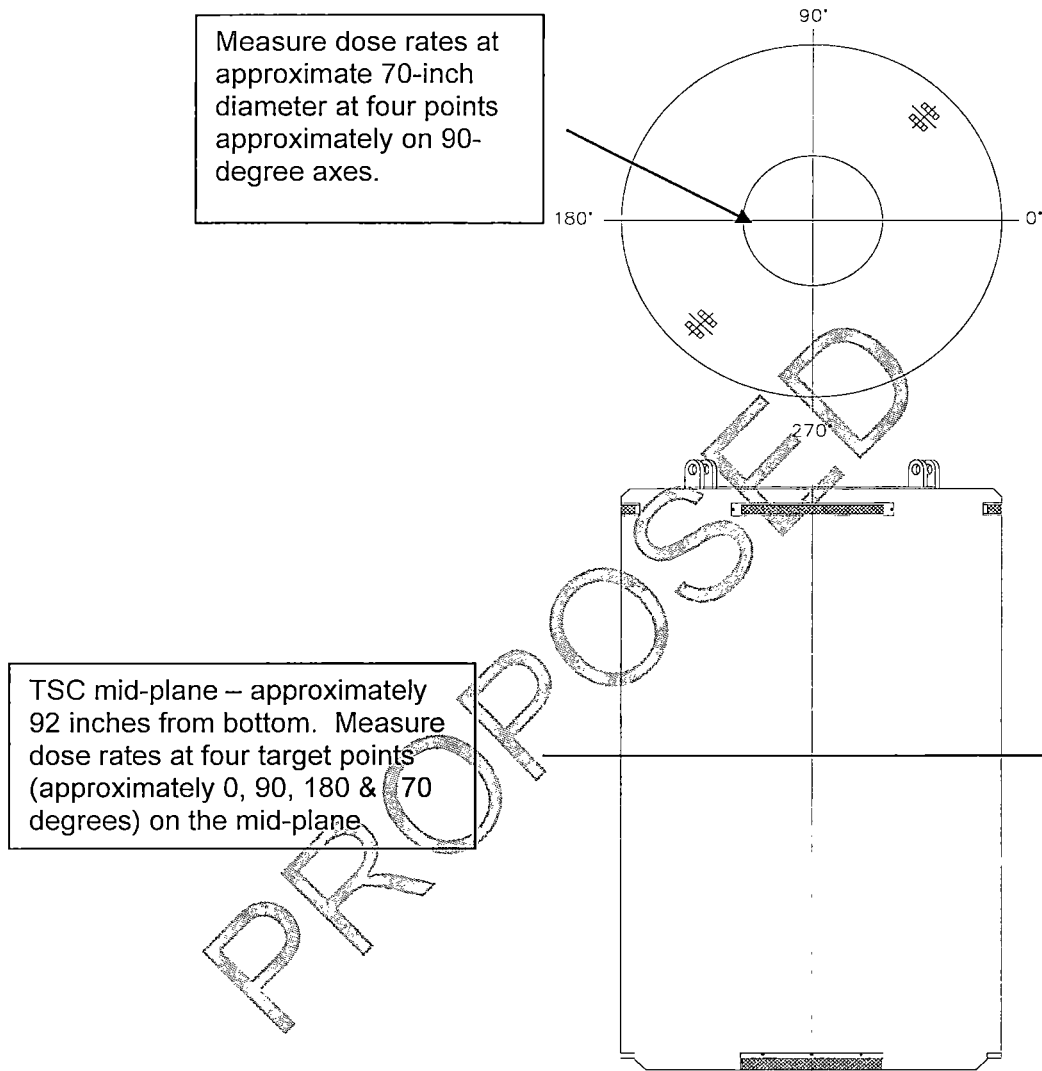 Measure dose rates at
approximate 70-inch
diameter at four points
approximately on 90-
degree axes.
90°
180°
0°
270°
TSC mid-plane – approximately
92 inches from bottom. Measure
dose rates at four target points
(approximately 0, 90, 180 & 70
degrees) on the mid-plane
PROPOSED